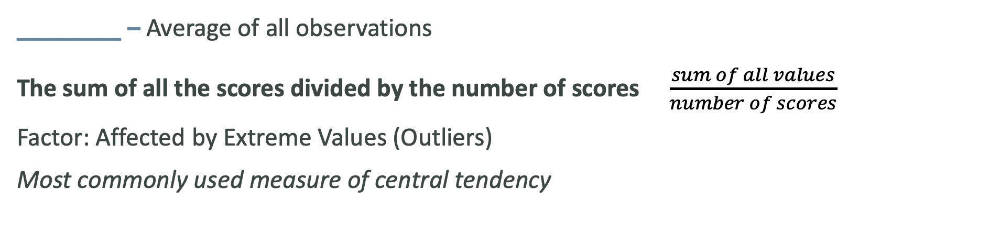 ________ – Average of all observations
The sum of all the scores divided by the number of scores
sum of all values
number of scores
Factor: Affected by Extreme Values (Outliers)
Most commonly used measure of central tendency